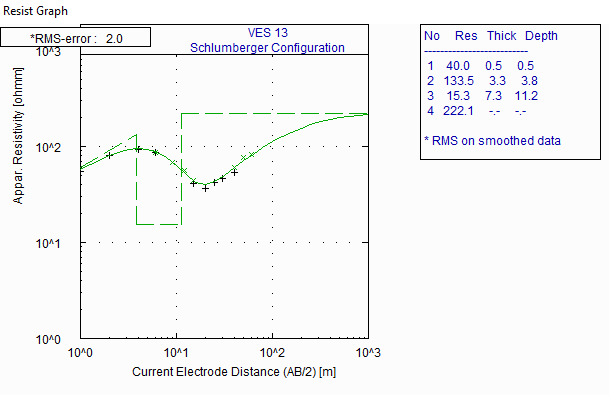 Resist Graph
*RMS-error : 2.0
VES 13
Schlumberger Configuration
10^3
10^2
10^1
10^0
Appar. Resistivity [ohmm]
10^0 10^1 10^2 10^3
Current Electrode Distance (AB/2) [m]
No Res Thick Depth
----------------------------
1 40.0 0.5 0.5
2 133.5 3.3 3.8
3 15.3 7.3 11.2
4 222.1 -.- -.-
* RMS on smoothed data